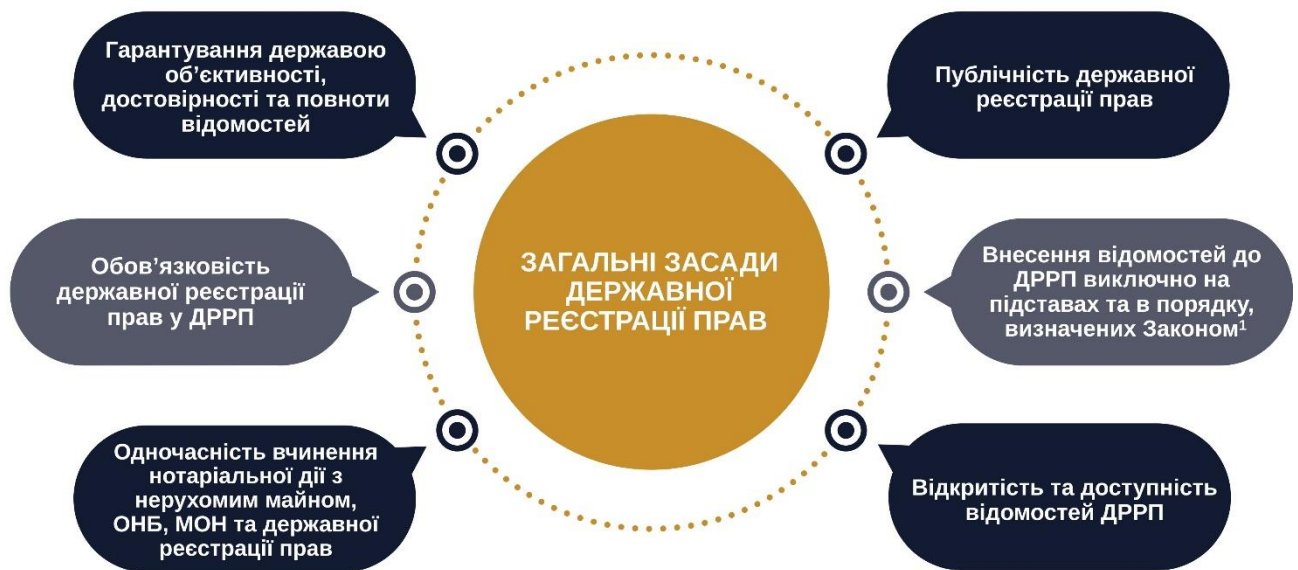 Гарантування державою
об’єктивності,
достовірності та повноти
відомостей
Публічність державної
реєстрації прав
Обов’язковість
державної реєстрації
прав у ДРРП
ЗАГАЛЬНІ ЗАСАДИ
ДЕРЖАВНОЇ
РЕЄСТРАЦІЇ ПРАВ
Внесення відомостей до
ДРРП виключно на
підставах та в порядку,
визначених Законом¹
Одночасність вчинення
нотаріальної дії з
нерухомим майном,
ОНБ, МОН та державної
реєстрації прав
Відкритість та доступність
відомостей ДРРП